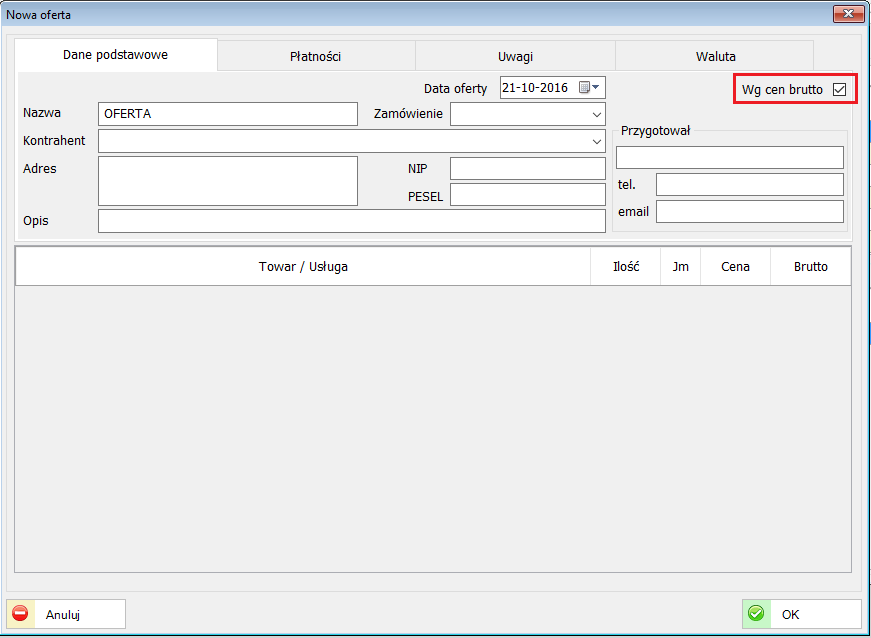 Nowa oferta
Dane podstawowe Płatności Uwagi Waluta
Data oferty 21-10-2016 Wg cen brutto
Nazwa OFERTA Zamówienie
Kontrahent
Przygotował
Adres NIP
tel.
PESEL
email
Opis
Towar / Usługa Ilość Jm Cena Brutto
Anuluj OK